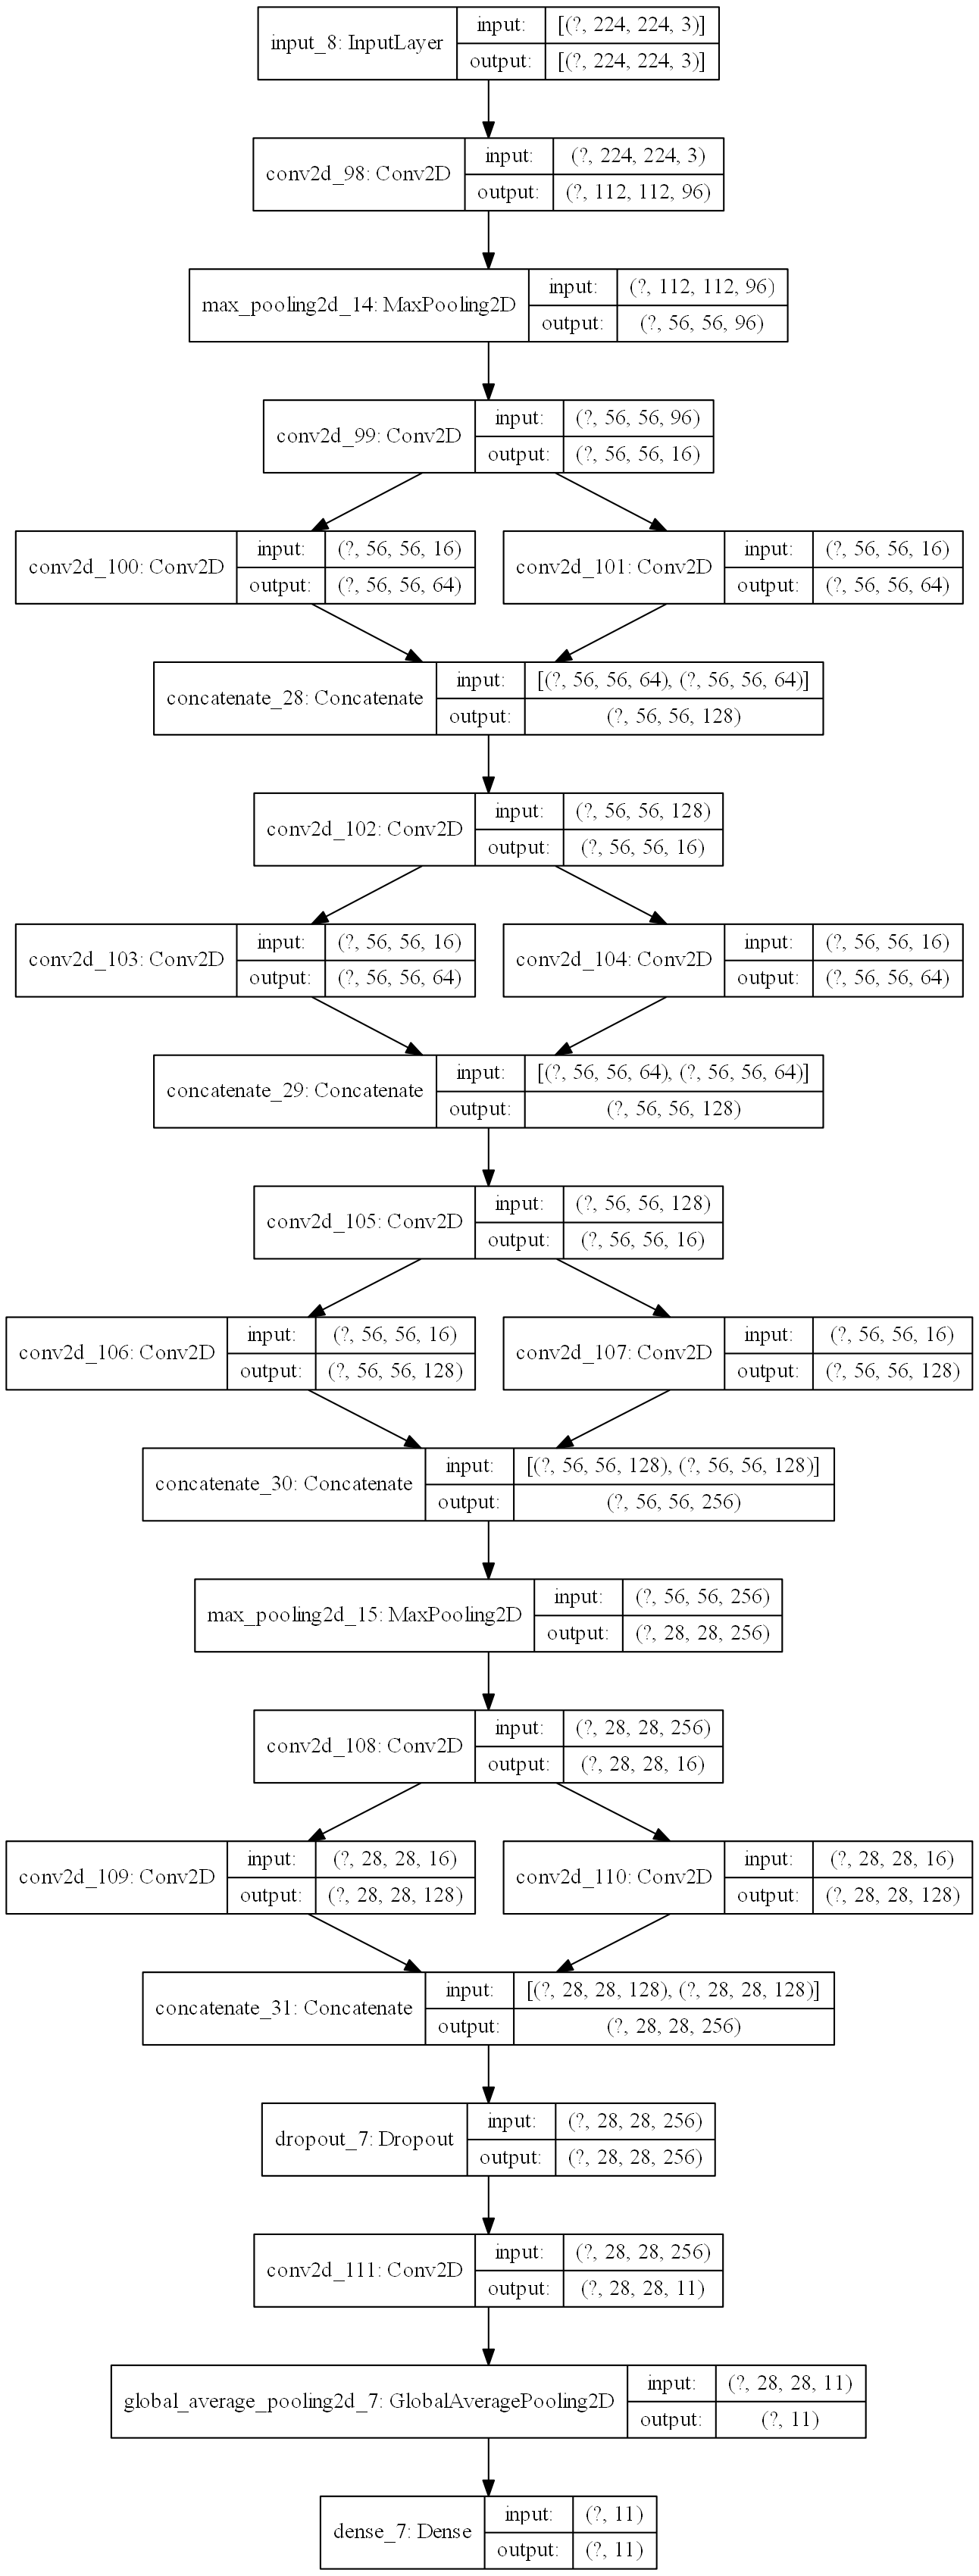 input_8: InputLayer
input: [(?, 224, 224, 3)]
output: [(?, 224, 224, 3)]
conv2d_98: Conv2D
input: (?, 224, 224, 3)
output: (?, 112, 112, 96)
max_pooling2d_14: MaxPooling2D
input: (?, 112, 112, 96)
output: (?, 56, 56, 96)
conv2d_99: Conv2D
input: (?, 56, 56, 96)
output: (?, 56, 56, 16)
conv2d_100: Conv2D
input: (?, 56, 56, 16)
output: (?, 56, 56, 64)
conv2d_101: Conv2D
input: (?, 56, 56, 16)
output: (?, 56, 56, 64)
concatenate_28: Concatenate
input: [(?, 56, 56, 64), (?, 56, 56, 64)]
output: (?, 56, 56, 128)
conv2d_102: Conv2D
input: (?, 56, 56, 128)
output: (?, 56, 56, 16)
conv2d_103: Conv2D
input: (?, 56, 56, 16)
output: (?, 56, 56, 64)
conv2d_104: Conv2D
input: (?, 56, 56, 16)
output: (?, 56, 56, 64)
concatenate_29: Concatenate
input: [(?, 56, 56, 64), (?, 56, 56, 64)]
output: (?, 56, 56, 128)
conv2d_105: Conv2D
input: (?, 56, 56, 128)
output: (?, 56, 56, 16)
conv2d_106: Conv2D
input: (?, 56, 56, 16)
output: (?, 56, 56, 128)
conv2d_107: Conv2D
input: (?, 56, 56, 16)
output: (?, 56, 56, 128)
concatenate_30: Concatenate
input: [(?, 56, 56, 128), (?, 56, 56, 128)]
output: (?, 56, 56, 256)
max_pooling2d_15: MaxPooling2D
input: (?, 56, 56, 256)
output: (?, 28, 28, 256)
conv2d_108: Conv2D
input: (?, 28, 28, 256)
output: (?, 28, 28, 16)
conv2d_109: Conv2D
input: (?, 28, 28, 16)
output: (?, 28, 28, 128)
conv2d_110: Conv2D
input: (?, 28, 28, 16)
output: (?, 28, 28, 128)
concatenate_31: Concatenate
input: [(?, 28, 28, 128), (?, 28, 28, 128)]
output: (?, 28, 28, 256)
dropout_7: Dropout
input: (?, 28, 28, 256)
output: (?, 28, 28, 256)
conv2d_111: Conv2D
input: (?, 28, 28, 256)
output: (?, 28, 28, 11)
global_average_pooling2d_7: GlobalAveragePooling2D
input: (?, 28, 28, 11)
output: (?, 11)
dense_7: Dense
input: (?, 11)
output: (?, 11)